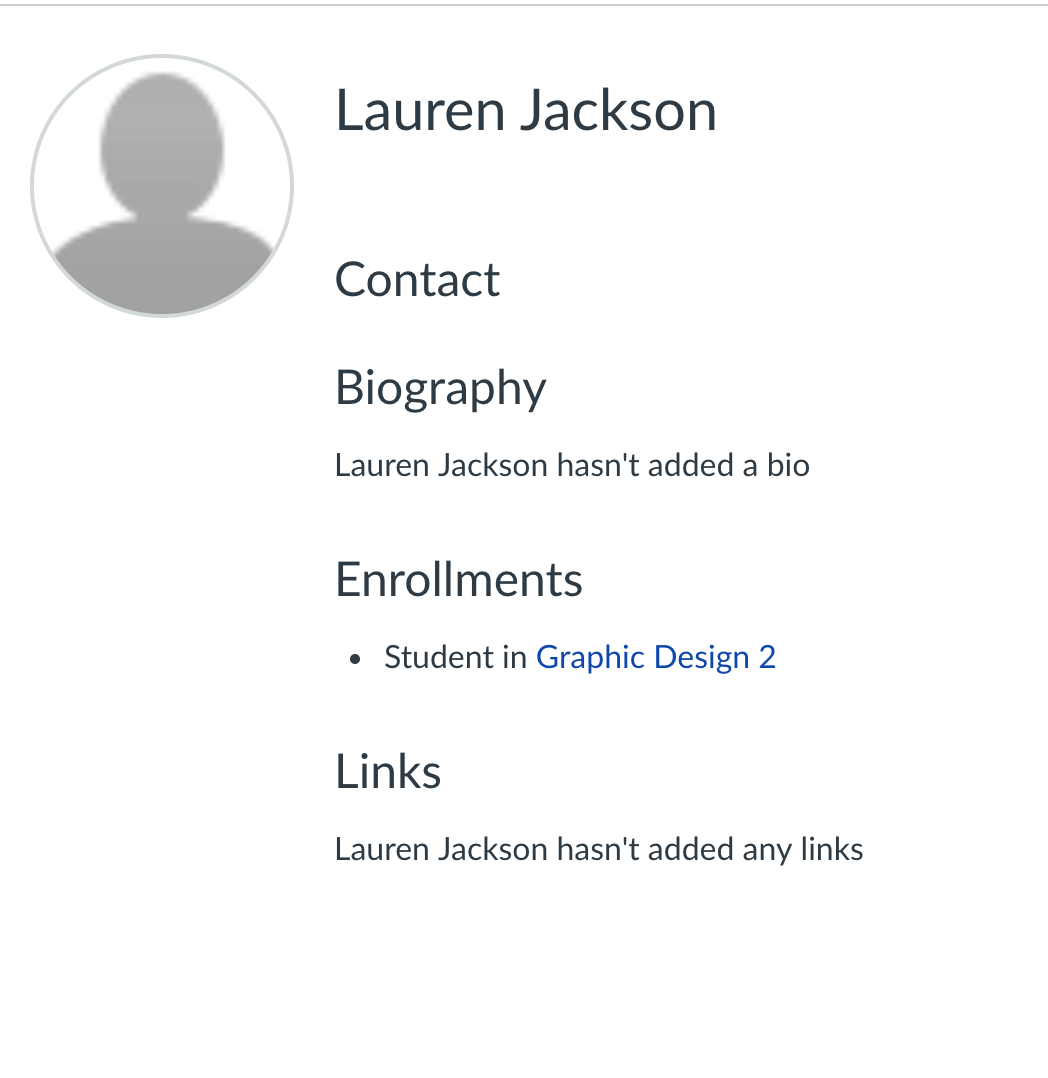 Lauren Jackson
Contact
Biography
Lauren Jackson hasn't added a bio
Enrollments
Student in Graphic Design 2
Links
Lauren Jackson hasn't added any links